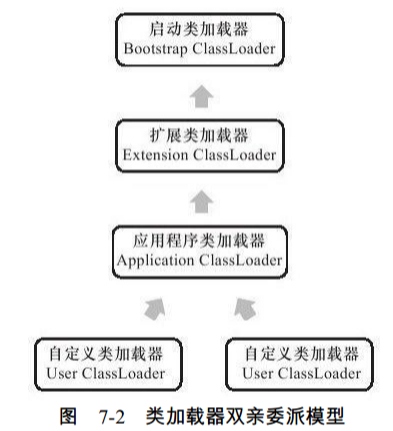 启动类加载器
Bootstrap ClassLoader
扩展类加载器
Extension ClassLoader
应用程序类加载器
Application ClassLoader
自定义类加载器
User ClassLoader
自定义类加载器
User ClassLoader
图 7-2 类加载器双亲委派模型